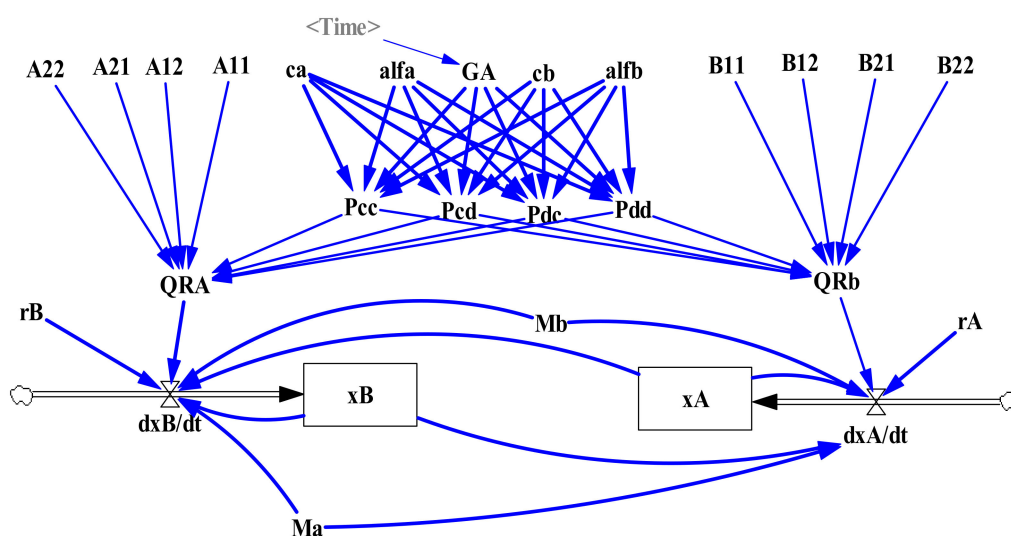 <Time>
A22 A21 A12 A11 ca alfa GA cb alfb B11 B12 B21 B22
Pcc Pcd Pdc Pdd
QRA QRb
rB Mb rA
xB xA
dxB/dt dxA/dt
Ma